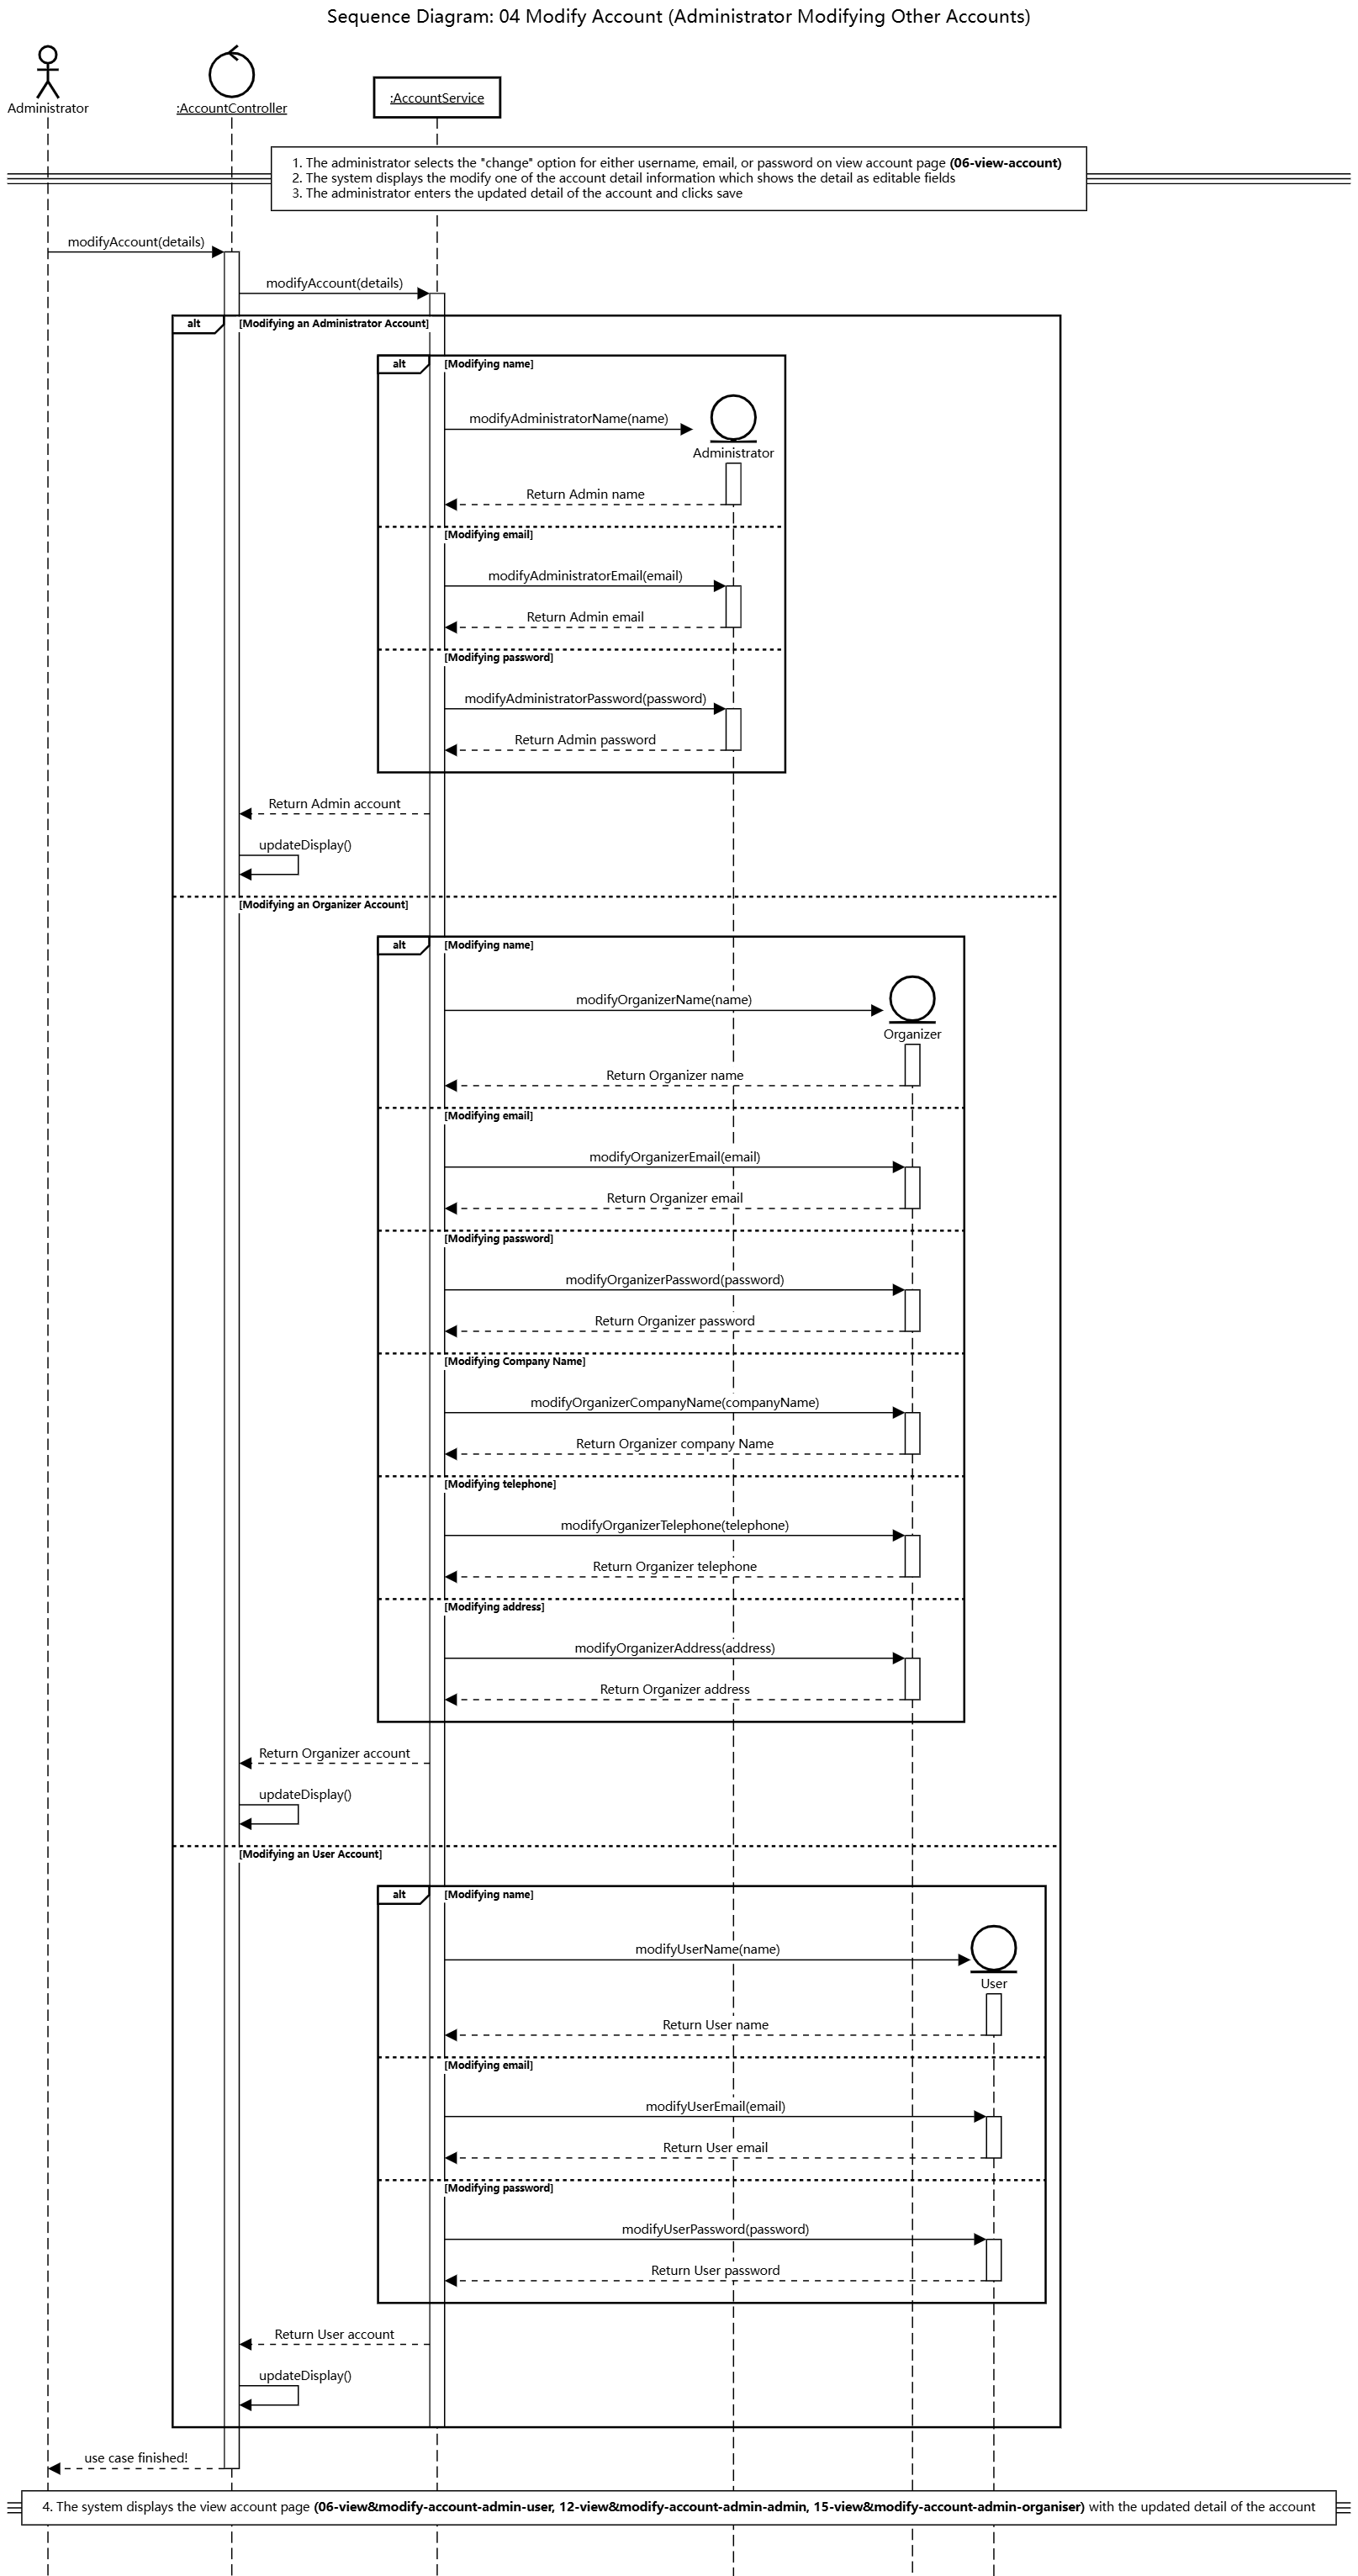 Sequence Diagram: 04 Modify Account (Administrator Modifying Other Accounts)
Administrator
:AccountController
:AccountService
1. The administrator selects the "change" option for either username, email, or password on view account page (06-view-account)
2. The system displays the modify one of the account detail information which shows the detail as editable fields
3. The administrator enters the updated detail of the account and clicks save
modifyAccount(details)
modifyAccount(details)
alt
[Modifying an Administrator Account]
alt
[Modifying name]
modifyAdministratorName(name)
Administrator
Return Admin name
[Modifying email]
modifyAdministratorEmail(email)
Return Admin email
[Modifying password]
modifyAdministratorPassword(password)
Return Admin password
Return Admin account
updateDisplay()
[Modifying an Organizer Account]
alt
[Modifying name]
modifyOrganizerName(name)
Organizer
Return Organizer name
[Modifying email]
modifyOrganizerEmail(email)
Return Organizer email
[Modifying password]
modifyOrganizerPassword(password)
Return Organizer password
[Modifying Company Name]
modifyOrganizerCompanyName(companyName)
Return Organizer company Name
[Modifying telephone]
modifyOrganizerTelephone(telephone)
Return Organizer telephone
[Modifying address]
modifyOrganizerAddress(address)
Return Organizer address
Return Organizer account
updateDisplay()
[Modifying an User Account]
alt
[Modifying name]
modifyUserName(name)
User
Return User name
[Modifying email]
modifyUserEmail(email)
Return User email
[Modifying password]
modifyUserPassword(password)
Return User password
Return User account
updateDisplay()
use case finished!
4. The system displays the view account page (06-view&modify-account-admin-user, 12-view&modify-account-admin-admin, 15-view&modify-account-admin-organiser) with the updated detail of the account